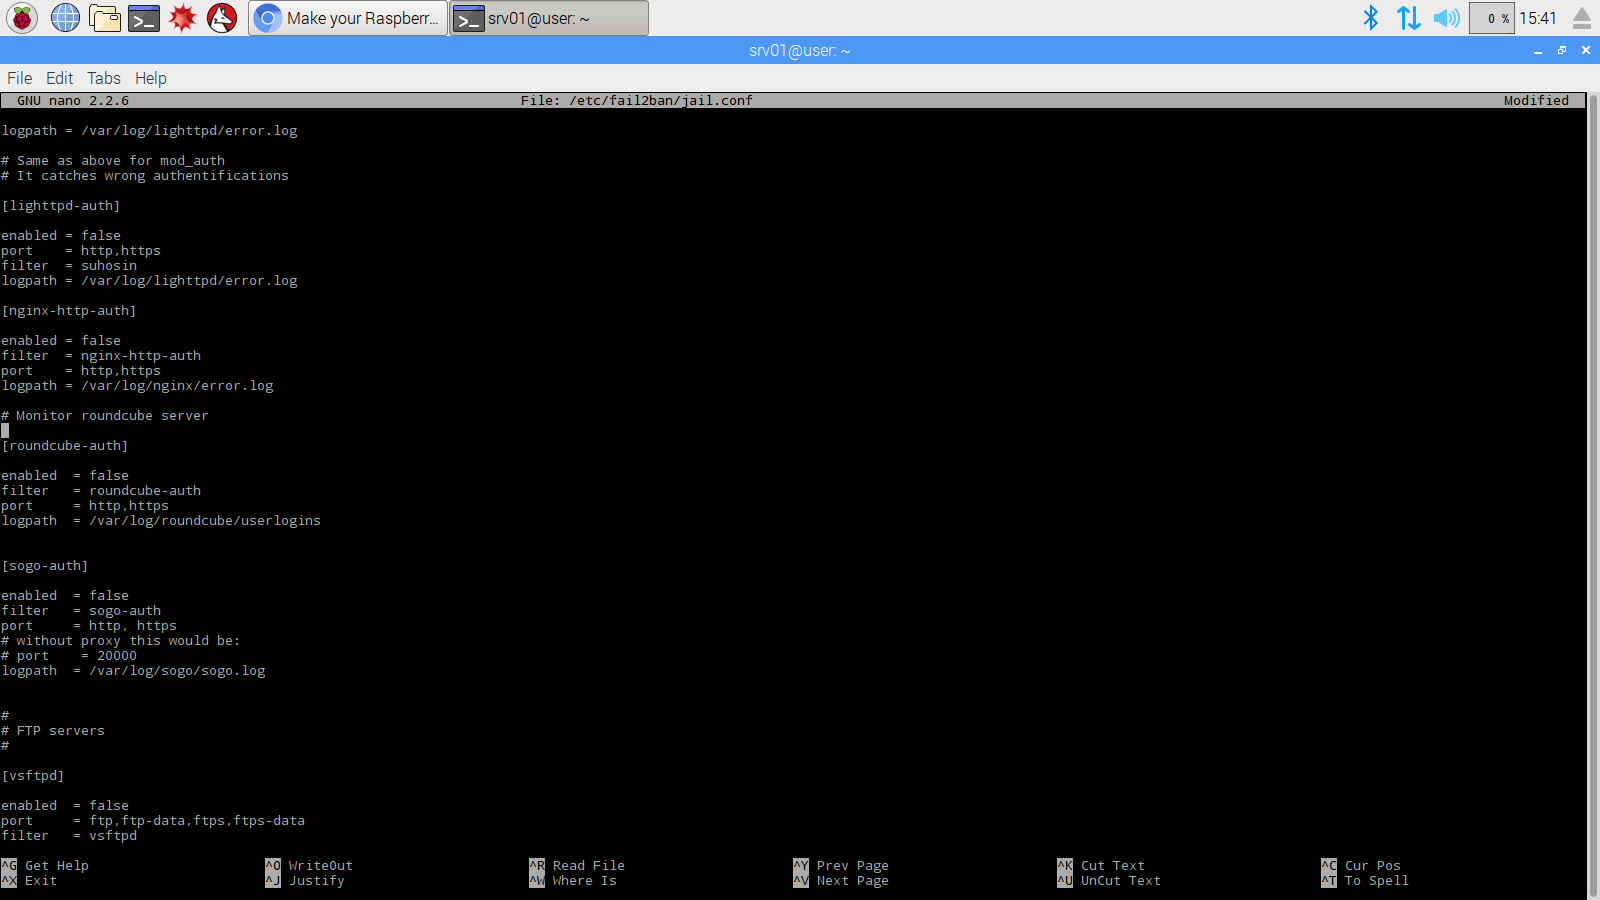 Make your Raspberr...
srv01@user: ~
0 %
15:41
srv01@user: ~
File Edit Tabs Help
GNU nano 2.2.6 File: /etc/fail2ban/jail.conf Modified
logpath = /var/log/lighttpd/error.log
# Same as above for mod_auth
# It catches wrong authentifications
[lighttpd-auth]
enabled = false
port    = http,https
filter  = suhosin
logpath = /var/log/lighttpd/error.log
[nginx-http-auth]
enabled = false
filter  = nginx-http-auth
port    = http,https
logpath = /var/log/nginx/error.log
# Monitor roundcube server
[roundcube-auth]
enabled  = false
filter   = roundcube-auth
port     = http,https
logpath  = /var/log/roundcube/userlogins
[sogo-auth]
enabled  = false
filter   = sogo-auth
port     = http, https
# without proxy this would be:
# port    = 20000
logpath  = /var/log/sogo/sogo.log
#
# FTP servers
#
[vsftpd]
enabled  = false
port     = ftp,ftp-data,ftps,ftps-data
filter   = vsftpd
^G Get Help ^O WriteOut ^R Read File ^Y Prev Page ^K Cut Text ^C Cur Pos
^X Exit ^J Justify ^W Where Is ^V Next Page ^U UnCut Text ^T To Spell